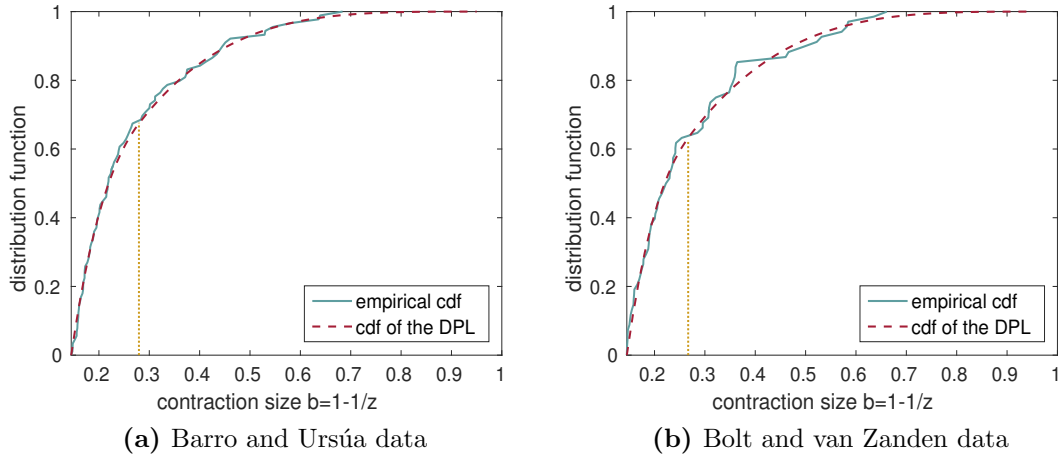 1
0.8
0.6
0.4
0.2
0
distribution function
empirical cdf
cdf of the DPL
0.2 0.3 0.4 0.5 0.6 0.7 0.8 0.9 1
contraction size b=1-1/z
(a) Barro and Ursúa data
1
0.8
0.6
0.4
0.2
0
distribution function
empirical cdf
cdf of the DPL
0.2 0.3 0.4 0.5 0.6 0.7 0.8 0.9 1
contraction size b=1-1/z
(b) Bolt and van Zanden data